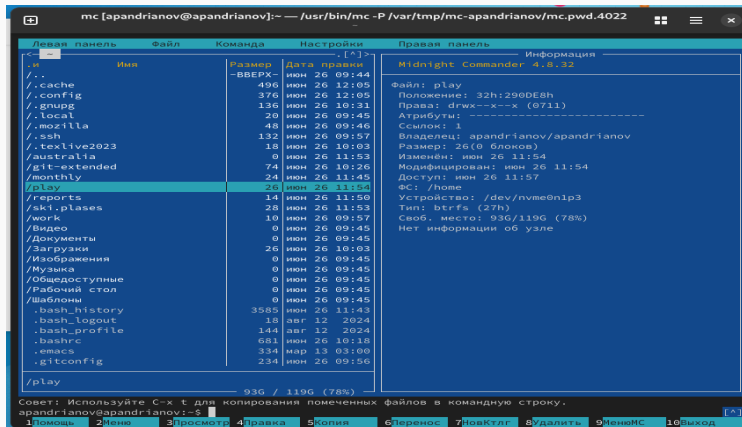 mc [apandrianov@apandrianov]:~ — /usr/bin/mc -P /var/tmp/mc-apandrianov/mc.pwd.4022
Левая панель Файл Команда Настройки Правая панель
<— ~ .[^]> Информация
.и Имя Размер Дата правки Midnight Commander 4.8.32
/.. -ВВЕРХ- июн 26 09:44
/.cache 496 июн 26 12:05 Файл: play
/.config 376 июн 26 12:05 Положение: 32h:290DE8h
/.gnupg 136 июн 26 10:31 Права: drwx--x--x (0711)
/.local 20 июн 26 09:45 Атрибуты: ------------------------
/.mozilla 48 июн 26 09:46 Ссылок: 1
/.ssh 132 июн 26 09:57 Владелец: apandrianov/apandrianov
/.texlive2023 18 июн 26 10:03 Размер: 26(0 блоков)
/australia 0 июн 26 11:53 Изменён: июн 26 11:54
/git-extended 74 июн 26 10:26 Модифицирован: июн 26 11:54
/monthly 24 июн 26 11:45 Доступ: июн 26 11:57
/play 26 июн 26 11:54 ФС: /home
/reports 14 июн 26 11:50 Устройство: /dev/nvme0n1p3
/ski.plases 28 июн 26 11:53 Тип: btrfs (27h)
/work 10 июн 26 09:57 Своб. место: 93G/119G (78%)
/Видео 0 июн 26 09:45 Нет информации об узле
/Документы 0 июн 26 09:45
/Загрузки 26 июн 26 10:03
/Изображения 0 июн 26 09:45
/Музыка 0 июн 26 09:45
/Общедоступные 0 июн 26 09:45
/Рабочий стол 0 июн 26 09:45
/Шаблоны 0 июн 26 09:45
.bash_history 3585 июн 26 11:43
.bash_logout 18 авг 12 2024
.bash_profile 144 авг 12 2024
.bashrc 681 июн 26 10:18
.emacs 334 мар 13 03:00
.gitconfig 234 июн 26 09:56
/play
93G / 119G (78%)
Совет: Используйте C-x t для копирования помеченных файлов в командную строку.
apandrianov@apandrianov:~$ [^]
1Помощь 2Меню 3Просмотр 4Правка 5Копия 6Перенос 7НовКтлг 8Удалить 9МенюМС 10Выход